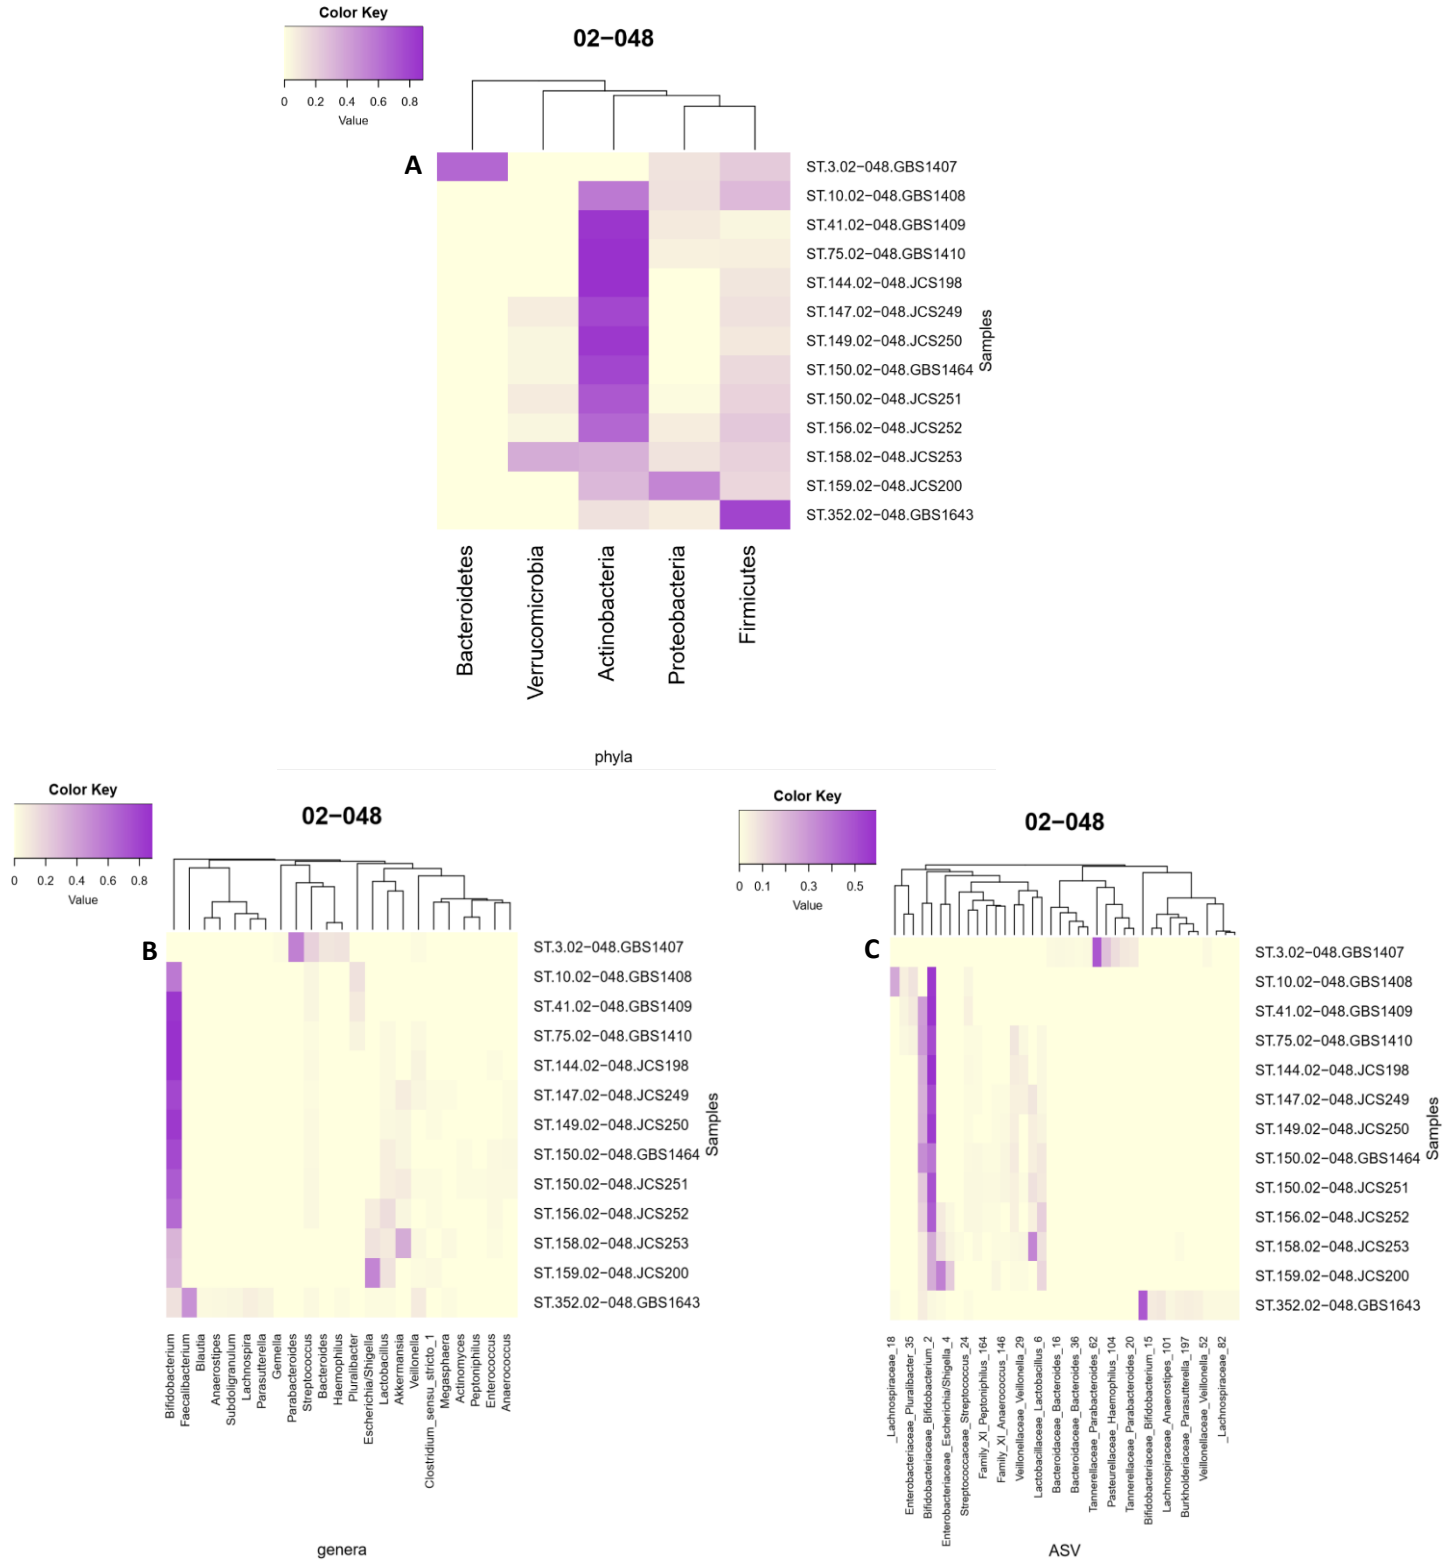 Color Key
0 0.2 0.4 0.6 0.8
Value
02−048
A
ST.3.02−048.GBS1407
ST.10.02−048.GBS1408
ST.41.02−048.GBS1409
ST.75.02−048.GBS1410
ST.144.02−048.JCS198
ST.147.02−048.JCS249
ST.149.02−048.JCS250
ST.150.02−048.GBS1464
ST.150.02−048.JCS251
ST.156.02−048.JCS252
ST.158.02−048.JCS253
ST.159.02−048.JCS200
ST.352.02−048.GBS1643
Samples
Bacteroidetes
Verrucomicrobia
Actinobacteria
Proteobacteria
Firmicutes
phyla
Color Key
0 0.2 0.4 0.6 0.8
Value
02−048
B
ST.3.02−048.GBS1407
ST.10.02−048.GBS1408
ST.41.02−048.GBS1409
ST.75.02−048.GBS1410
ST.144.02−048.JCS198
ST.147.02−048.JCS249
ST.149.02−048.JCS250
ST.150.02−048.GBS1464
ST.150.02−048.JCS251
ST.156.02−048.JCS252
ST.158.02−048.JCS253
ST.159.02−048.JCS200
ST.352.02−048.GBS1643
Samples
Bifidobacterium
Faecalibacterium
Blautia
Anaerostipes
Subdoligranulum
Lachnospira
Parasutterella
Gemella
Parabacteroides
Streptococcus
Bacteroides
Haemophilus
Pluralibacter
Escherichia/Shigella
Lactobacillus
Akkermansia
Veillonella
Clostridium_sensu_stricto_1
Megasphaera
Actinomyces
Peptoniphilus
Enterococcus
Anaerococcus
genera
Color Key
0 0.1 0.3 0.5
Value
02−048
C
ST.3.02−048.GBS1407
ST.10.02−048.GBS1408
ST.41.02−048.GBS1409
ST.75.02−048.GBS1410
ST.144.02−048.JCS198
ST.147.02−048.JCS249
ST.149.02−048.JCS250
ST.150.02−048.GBS1464
ST.150.02−048.JCS251
ST.156.02−048.JCS252
ST.158.02−048.JCS253
ST.159.02−048.JCS200
ST.352.02−048.GBS1643
Samples
_Lachnospiraceae_18
Enterobacteriaceae_Pluralibacter_35
Bifidobacteriaceae_Bifidobacterium_2
Enterobacteriaceae_Escherichia/Shigella_4
Streptococcaceae_Streptococcus_24
Family_XI_Peptoniphilus_164
Family_XI_Anaerococcus_146
Veillonellaceae_Veillonella_29
Lactobacillaceae_Lactobacillus_6
Bacteroidaceae_Bacteroides_16
Bacteroidaceae_Bacteroides_36
Tannerellaceae_Parabacteroides_62
Pasteurellaceae_Haemophilus_104
Tannerellaceae_Parabacteroides_20
Bifidobacteriaceae_Bifidobacterium_15
Lachnospiraceae_Anaerostipes_101
Burkholderiaceae_Parasutterella_197
Veillonellaceae_Veillonella_52
_Lachnospiraceae_82
ASV